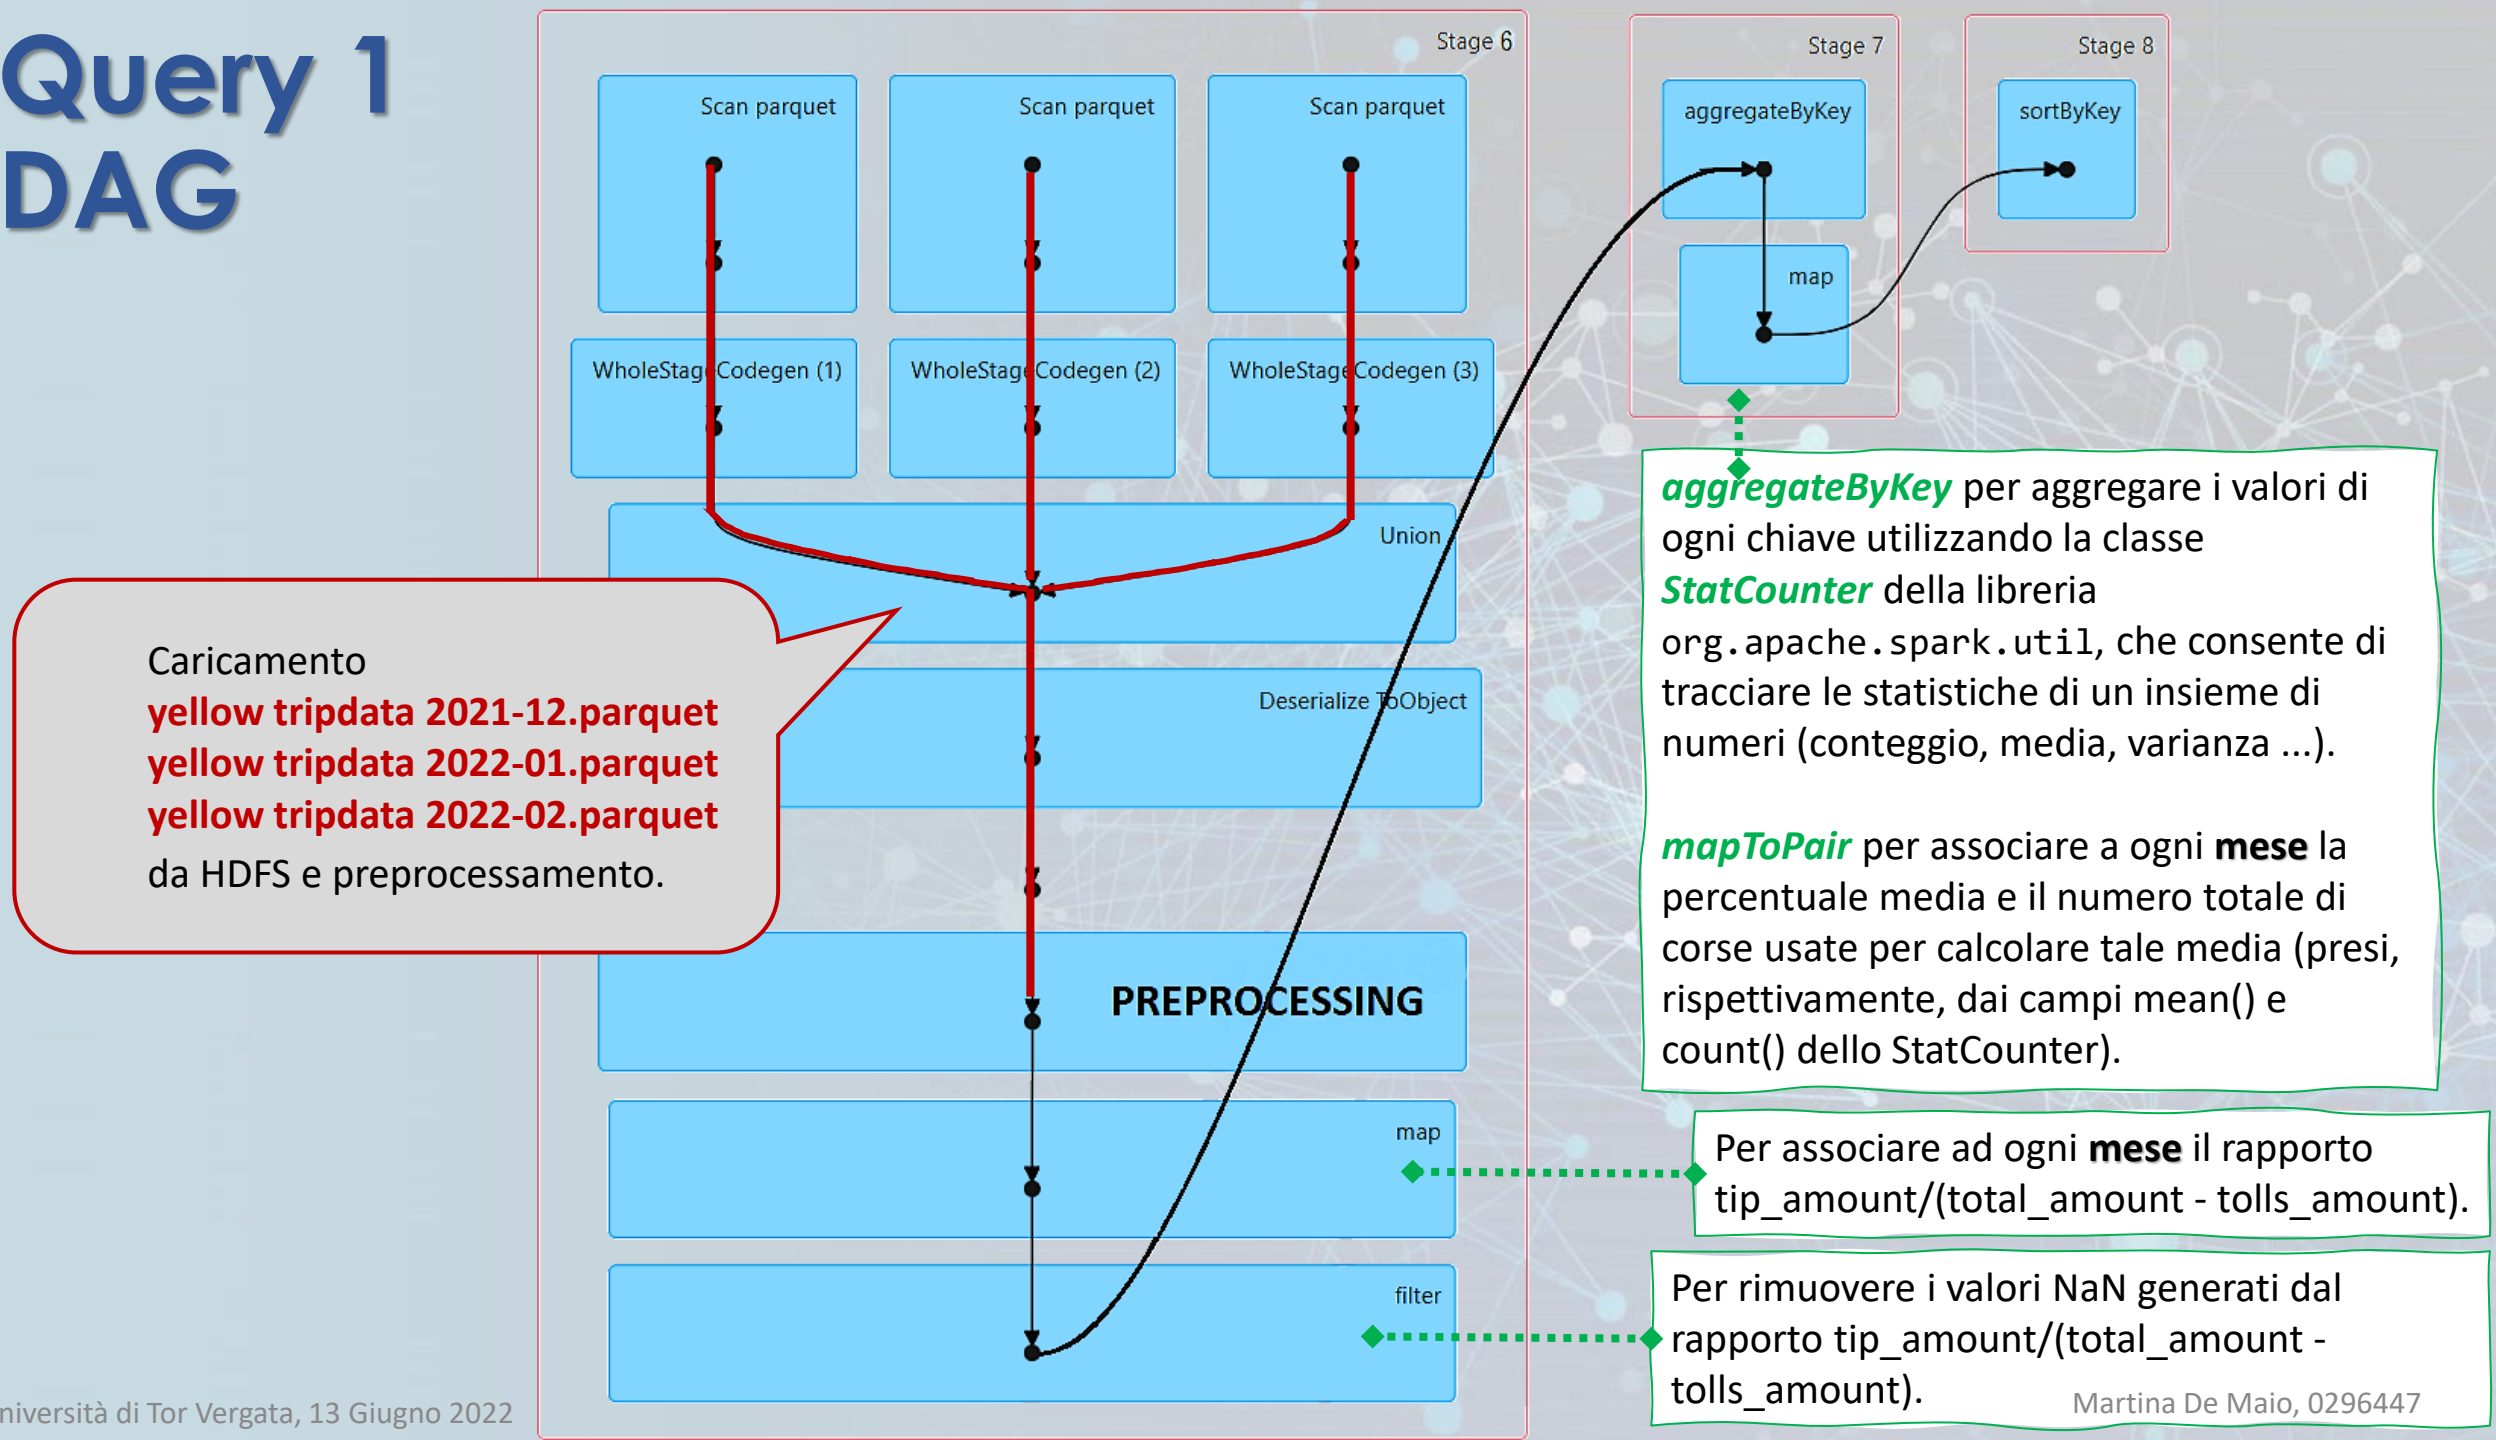 Query 1
DAG
Stage 6
Scan parquet
Scan parquet
Scan parquet
WholeStageCodegen (1)
WholeStageCodegen (2)
WholeStageCodegen (3)
Union
Deserialize ToObject
PREPROCESSING
map
filter
Stage 7
aggregateByKey
map
Stage 8
sortByKey
Caricamento
yellow tripdata 2021-12.parquet
yellow tripdata 2022-01.parquet
yellow tripdata 2022-02.parquet
da HDFS e preprocessamento.
aggregateByKey per aggregare i valori di
ogni chiave utilizzando la classe
StatCounter della libreria
org.apache.spark.util, che consente di
tracciare le statistiche di un insieme di
numeri (conteggio, media, varianza ...).
mapToPair per associare a ogni mese la
percentuale media e il numero totale di
corse usate per calcolare tale media (presi,
rispettivamente, dai campi mean() e
count() dello StatCounter).
Per associare ad ogni mese il rapporto
tip_amount/(total_amount - tolls_amount).
Per rimuovere i valori NaN generati dal
rapporto tip_amount/(total_amount -
tolls_amount).
niversità di Tor Vergata, 13 Giugno 2022
Martina De Maio, 0296447